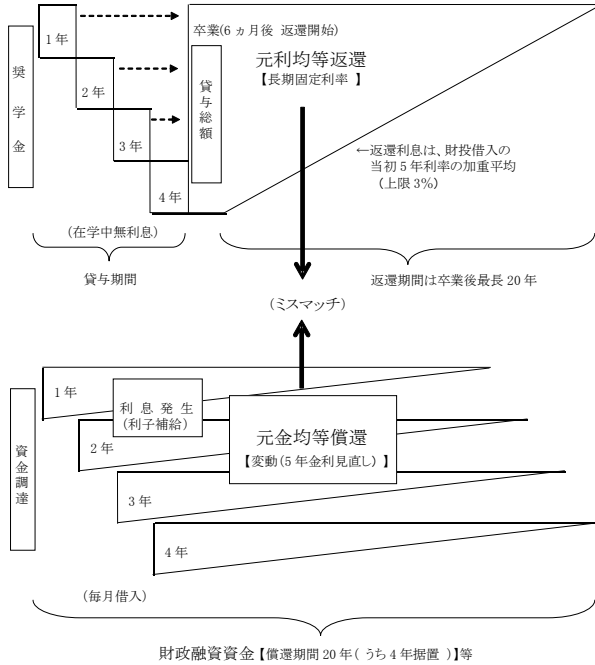 卒業(6ヵ月後 返還開始)
1年
2年
3年
4年
奨学金
貸与総額
元利均等返還
【長期固定利率】
←返還利息は、財投借入の
当初5年利率の加重平均
(上限3%)
(在学中無利息)
貸与期間
返還期間は卒業後最長20年
(ミスマッチ)
1年
利息発生
(利子補給)
2年
元金均等償還
【変動(5年金利見直し)】
資金調達
3年
4年
(毎月借入)
財政融資資金【償還期間20年(うち4年据置)】等